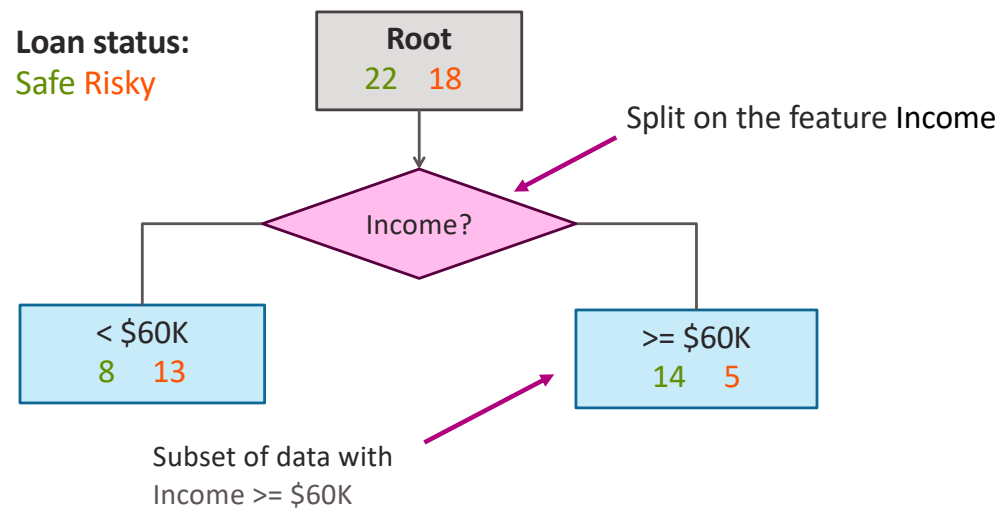 Loan status:
Safe Risky
Root
22 18
Split on the feature Income
Income?
< $60K
8 13
>= $60K
14 5
Subset of data with
Income >= $60K